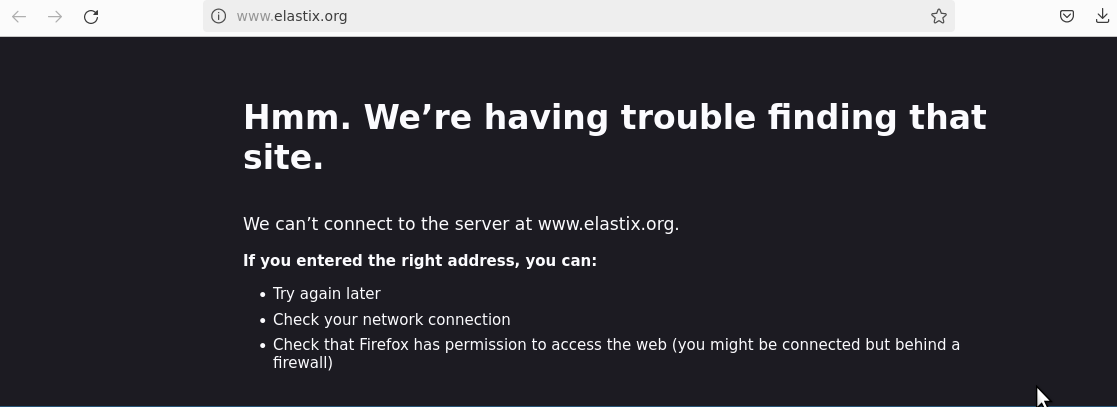 www.elastix.org
Hmm. We’re having trouble finding that
site.
We can’t connect to the server at www.elastix.org.
If you entered the right address, you can:
• Try again later
• Check your network connection
• Check that Firefox has permission to access the web (you might be connected but behind a
firewall)